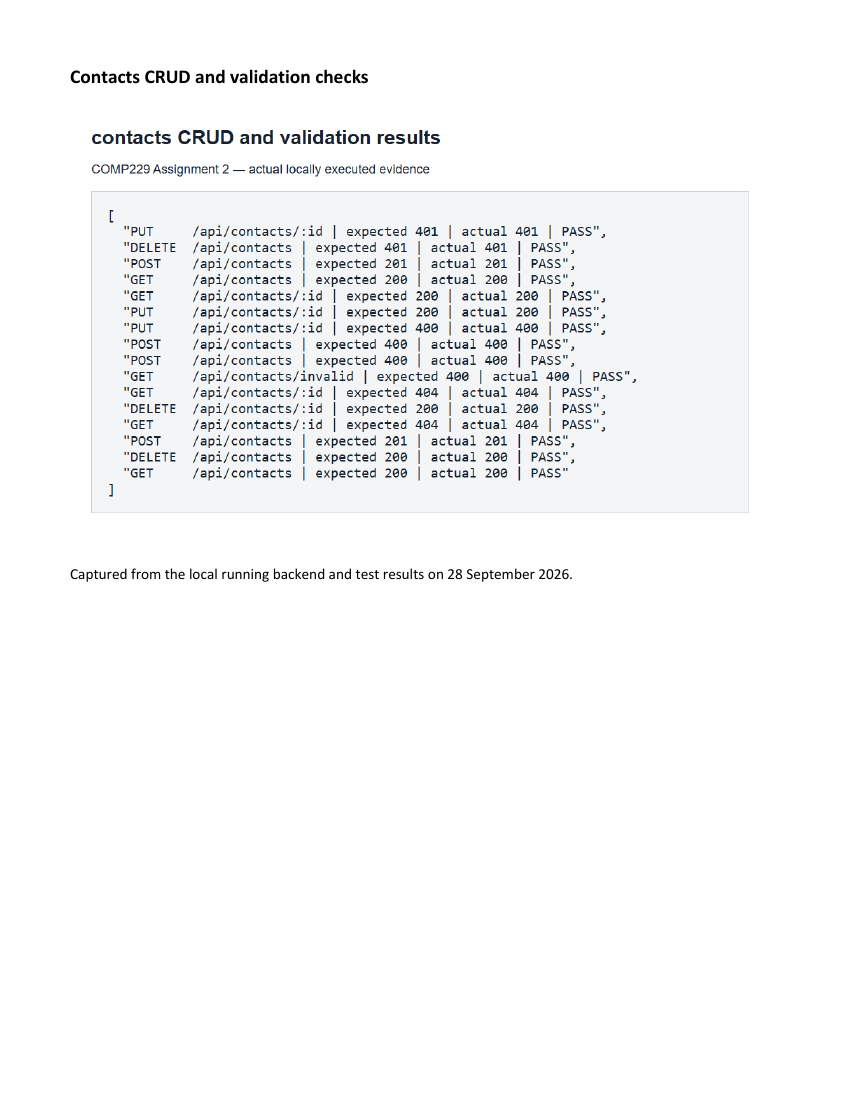 Contacts CRUD and validation checks
contacts CRUD and validation results
COMP229 Assignment 2 — actual locally executed evidence
[
  "PUT     /api/contacts/:id | expected 401 | actual 401 | PASS",
  "DELETE  /api/contacts | expected 401 | actual 401 | PASS",
  "POST    /api/contacts | expected 201 | actual 201 | PASS",
  "GET     /api/contacts | expected 200 | actual 200 | PASS",
  "GET     /api/contacts/:id | expected 200 | actual 200 | PASS",
  "PUT     /api/contacts/:id | expected 200 | actual 200 | PASS",
  "PUT     /api/contacts/:id | expected 400 | actual 400 | PASS",
  "POST    /api/contacts | expected 400 | actual 400 | PASS",
  "POST    /api/contacts | expected 400 | actual 400 | PASS",
  "GET     /api/contacts/invalid | expected 400 | actual 400 | PASS",
  "GET     /api/contacts/:id | expected 404 | actual 404 | PASS",
  "DELETE  /api/contacts/:id | expected 200 | actual 200 | PASS",
  "GET     /api/contacts/:id | expected 404 | actual 404 | PASS",
  "POST    /api/contacts | expected 201 | actual 201 | PASS",
  "DELETE  /api/contacts | expected 200 | actual 200 | PASS",
  "GET     /api/contacts | expected 200 | actual 200 | PASS"
]
Captured from the local running backend and test results on 28 September 2026.